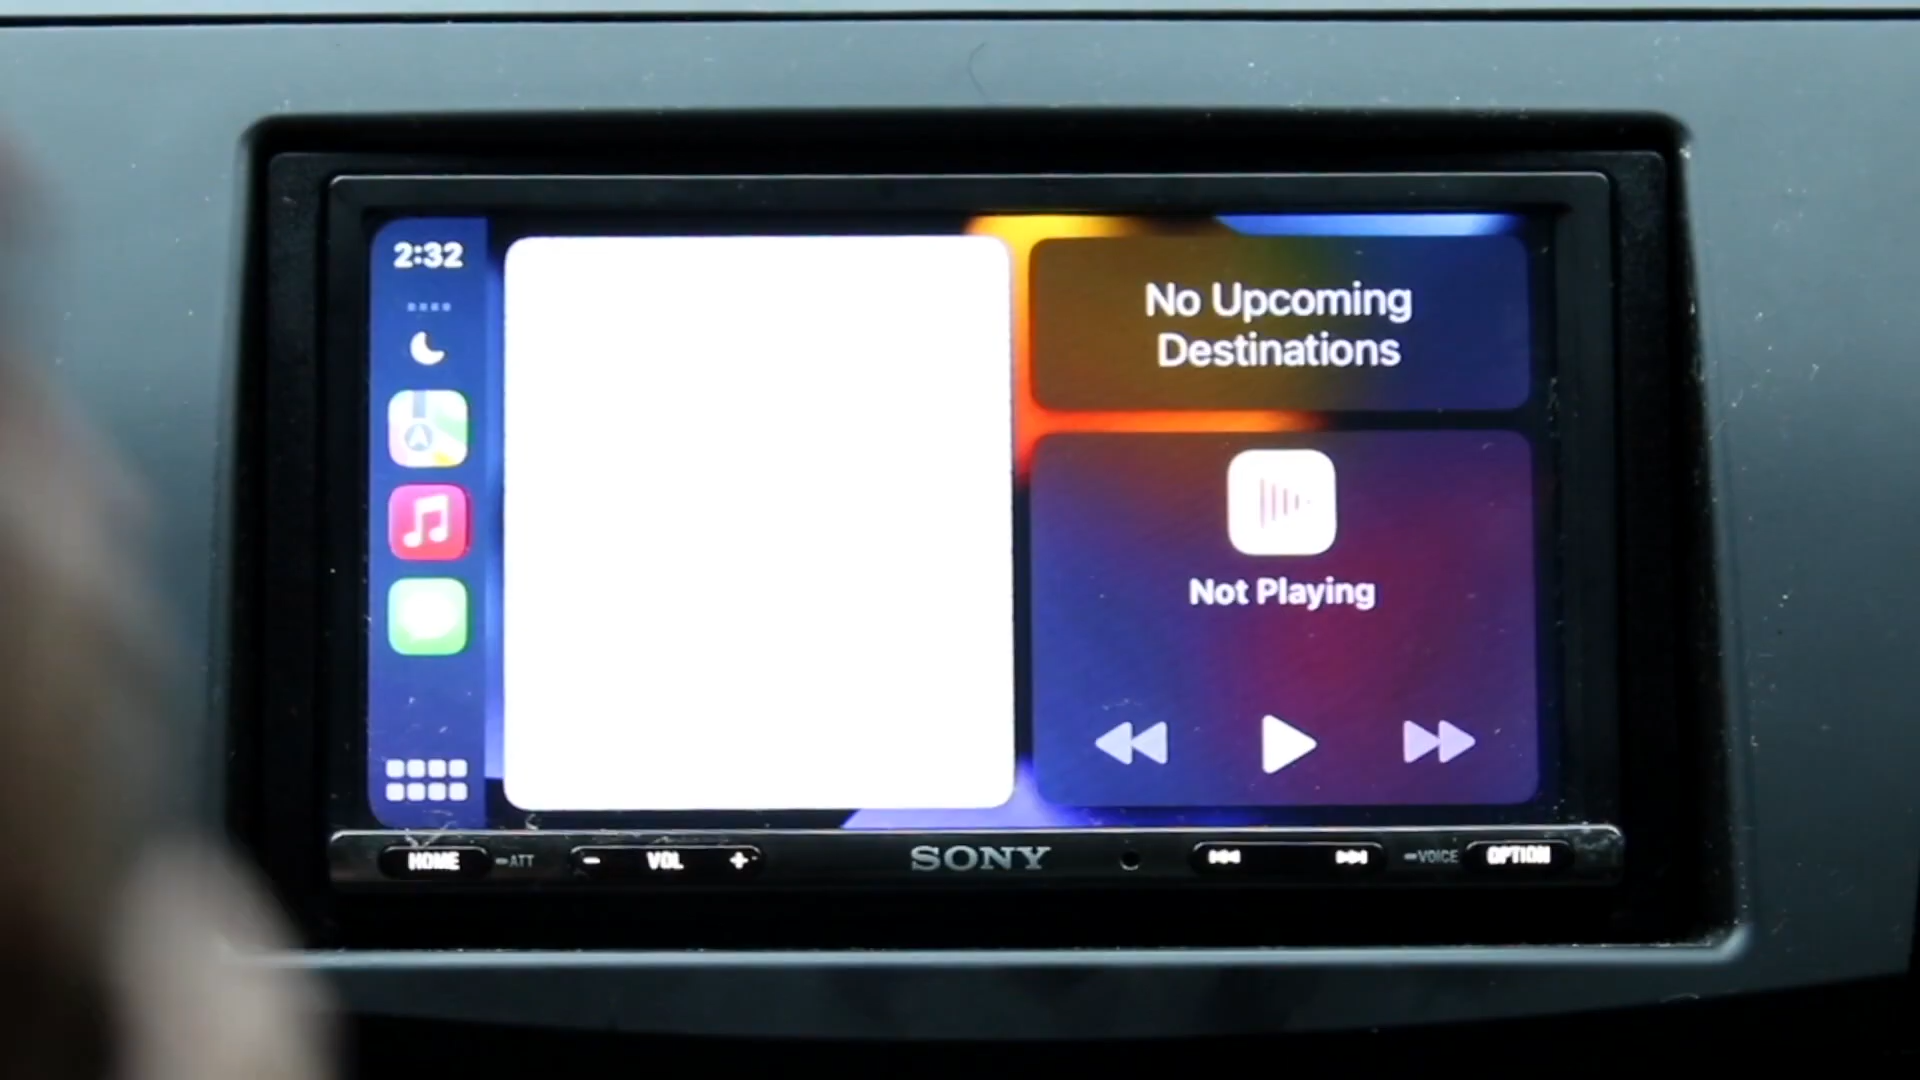 2:32
No Upcoming
Destinations
Not Playing
HOME
ATT
- VOL +
SONY
VOICE
OPTION